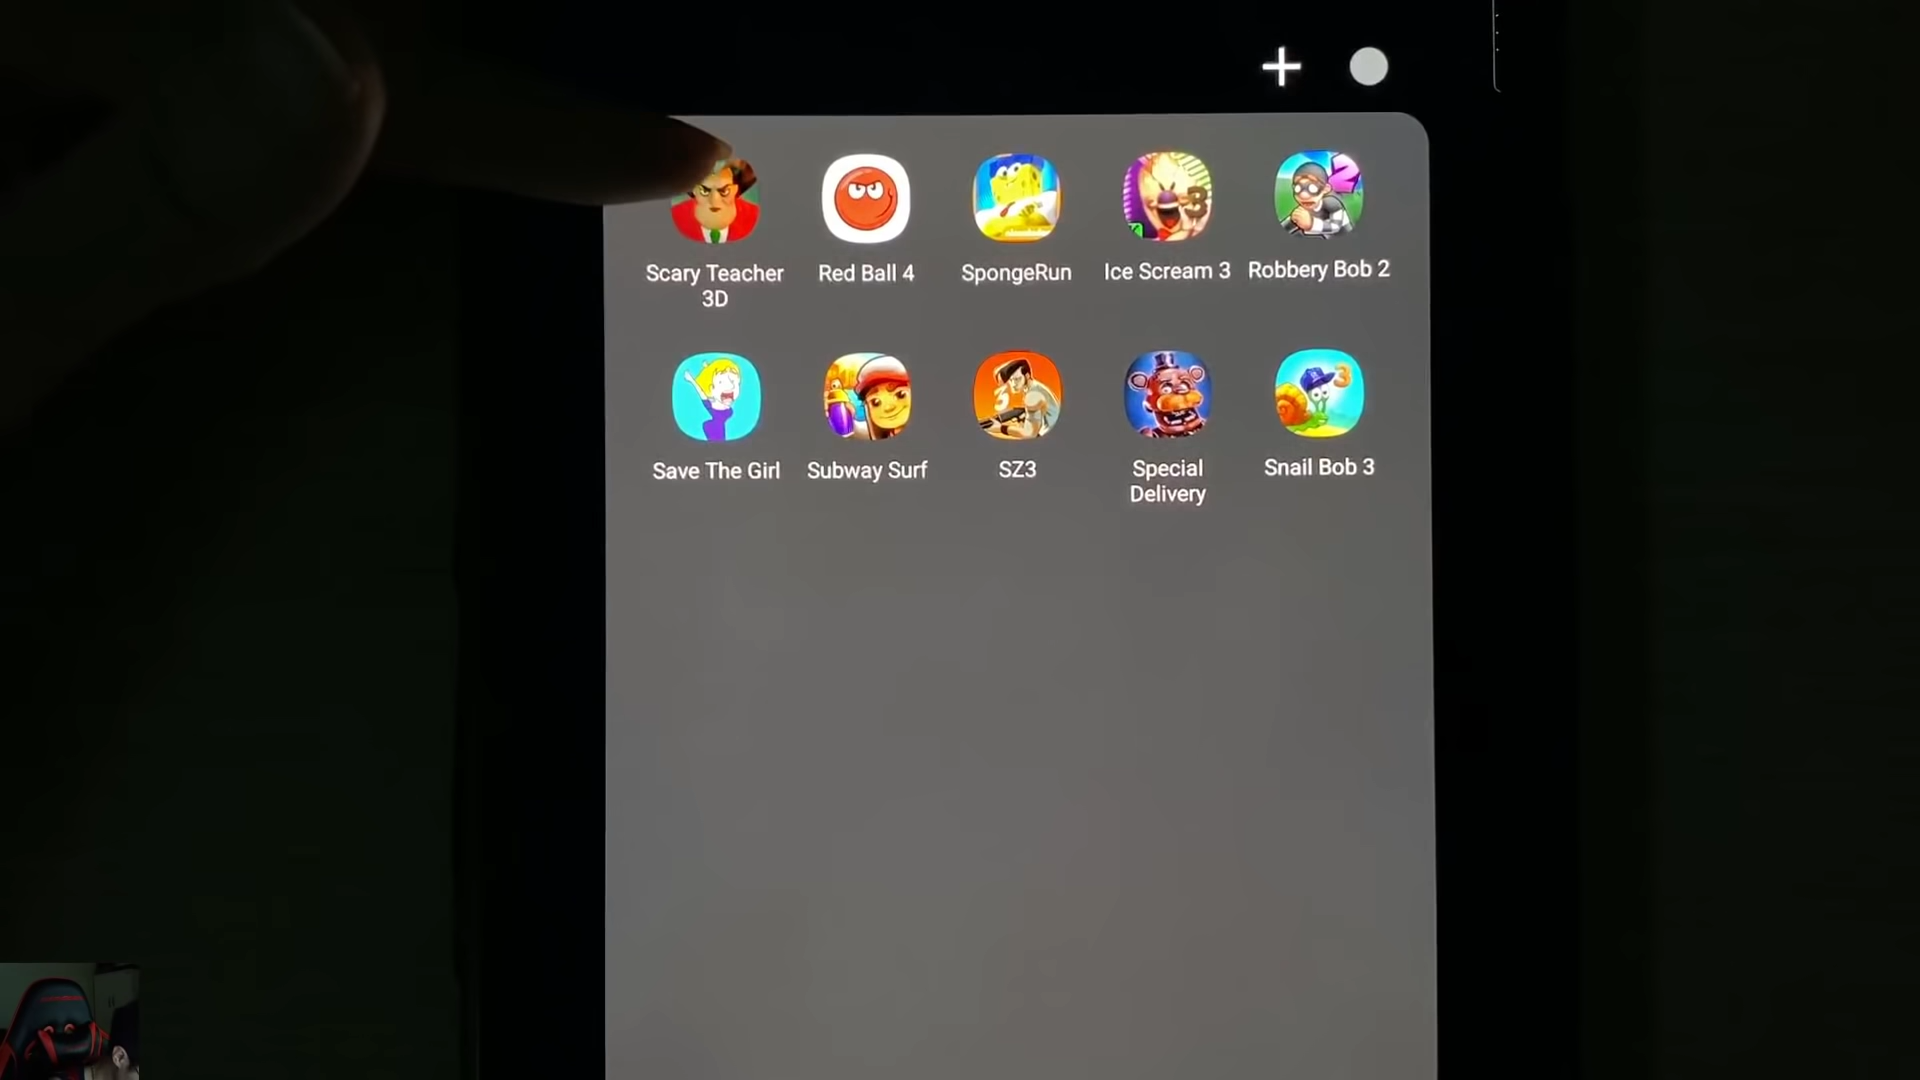 Scary Teacher
3D
Red Ball 4
SpongeRun
Ice Scream 3
Robbery Bob 2
Save The Girl
Subway Surf
SZ3
Special
Delivery
Snail Bob 3